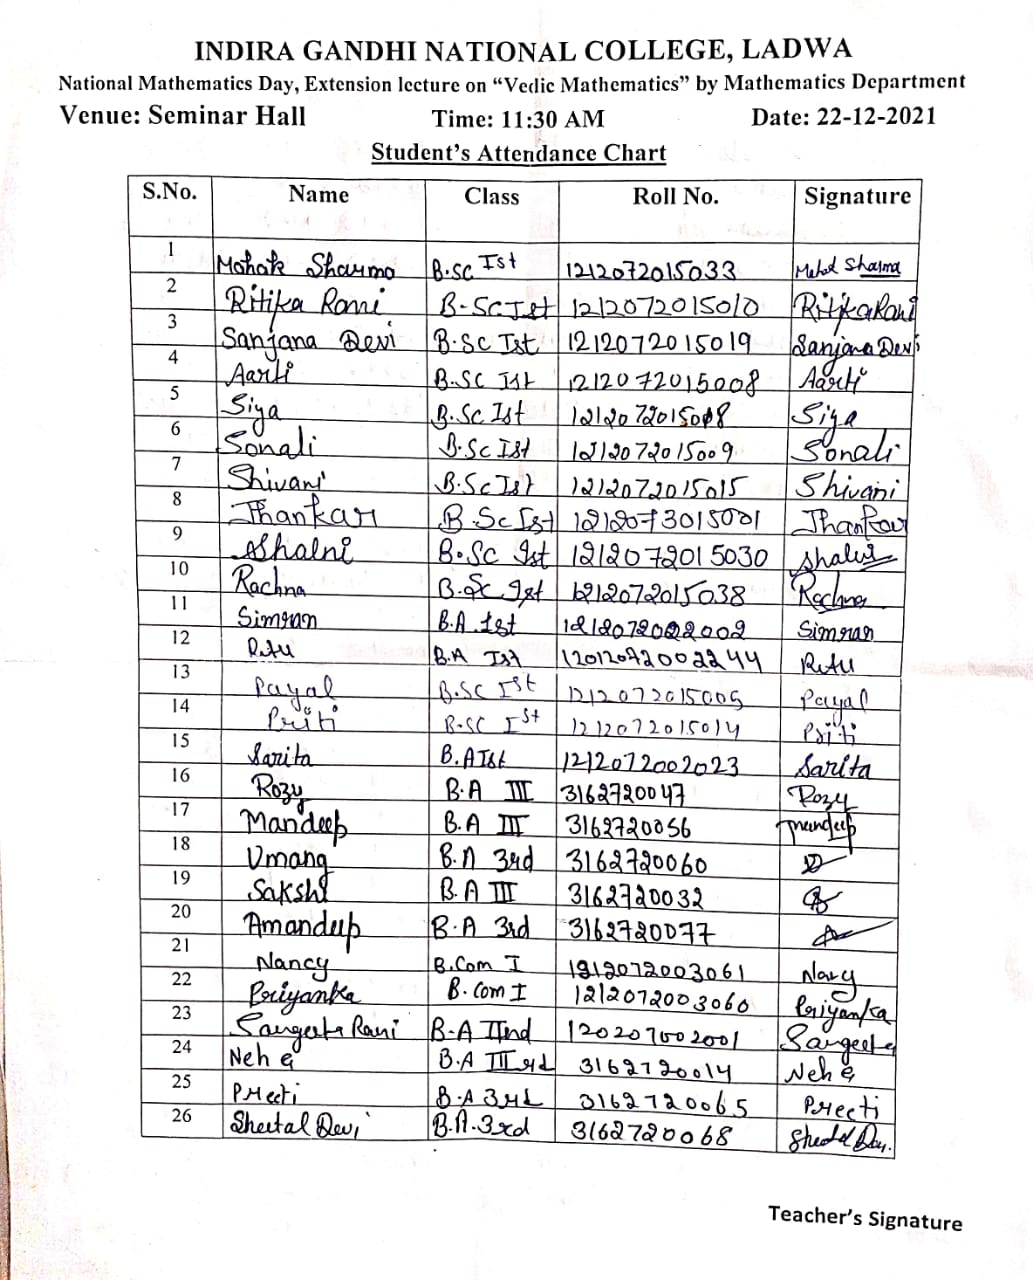 INDIRA GANDHI NATIONAL COLLEGE, LADWA
National Mathematics Day, Extension lecture on “Vedic Mathematics” by Mathematics Department
Venue: Seminar Hall Time: 11:30 AM Date: 22-12-2021
Student's Attendance Chart
S.No. Name Class Roll No. Signature
1 Mohak Sharma B.SC Ist 1212072015033 Mohak Sharma
2 Ritika Rani B-Sc Ist 1212072015010 Ritika Rani
3 Sanjana Devi B.Sc Ist 1212072015019 Sanjana Devi
4 Aarti B.SC Ist 1212072015008 Aarti
5 Siya B.Sc Ist Siya
6 Sonali B.Sc Ist 1212072015009 Sonali
7 Shivani B.Sc Ist 1212072015015 Shivani
8 Jhankar B.Sc Ist 1212073015001 Jhankar
9 Shalni B.Sc Ist 1212072015030 Shalni
10 Rachna B.Sc Ist 1212072015038 Rachna
11 Simran B.A 1st 1212072022002 Simran
12 Ritu B.A Ist Ritu
13 Payal B.SC Ist 1212072015005 Payal
14 Priti B.SC Ist 1212072015014 Priti
15 Sarita B.A Ist 1212072002023 Sarita
16 Rozy B.A III 3162720047 Rozy
17 Mandeep B.A III 3162720056 mandeep
18 Umang B.A 3rd 3162720060
19 Sakshi B.A III 3162720032
20 Amandeep B.A 3rd 3162720077
21 Nancy B.Com I 1212072003061 Nancy
22 Priyanka B.Com I 1212072003060 Priyanka
23 Sangeeta Rani B-A IInd 120207002001 Sangeeta
24 Neha B.A IIIrd 3162720014 Neha
25 Preeti B-A 3rd 3162720065 Preeti
26 Sheetal Devi B.A.3rd 3162720068 Sheetal Devi
Teacher's Signature